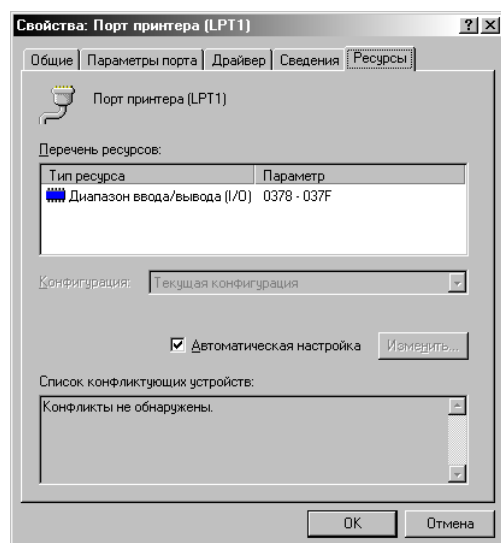 Свойства: Порт принтера (LPT1)
Общие Параметры порта Драйвер Сведения Ресурсы
Порт принтера (LPT1)
Перечень ресурсов:
Тип ресурса Параметр
Диапазон ввода/вывода (I/O) 0378 - 037F
Конфигурация: Текущая конфигурация
Автоматическая настройка Изменить...
Список конфликтующих устройств:
Конфликты не обнаружены.
OK Отмена